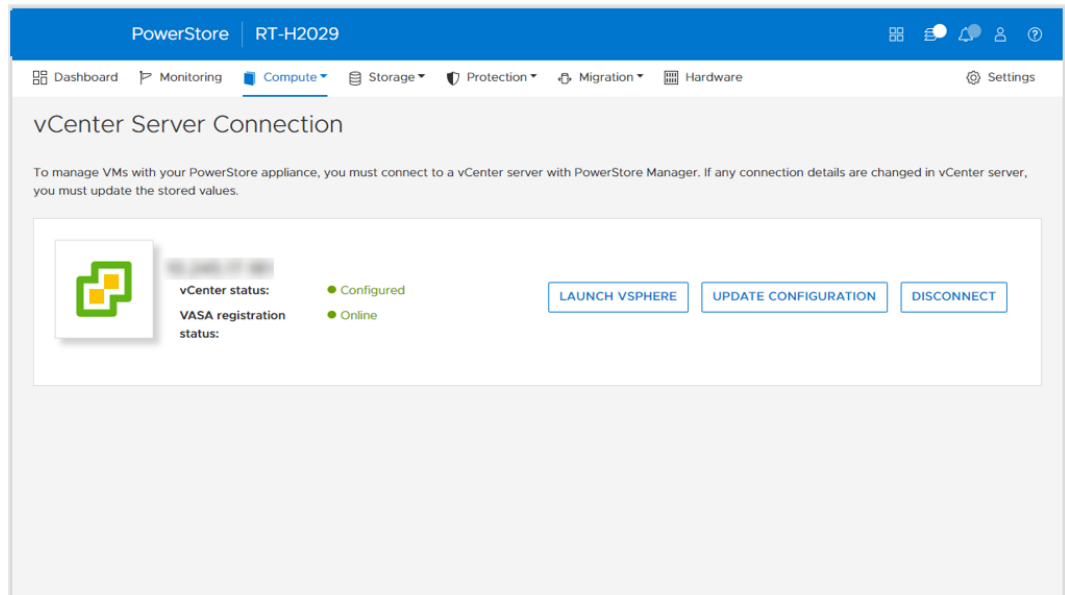 PowerStore RT-H2029
Dashboard Monitoring Compute Storage Protection Migration Hardware Settings
vCenter Server Connection
To manage VMs with your PowerStore appliance, you must connect to a vCenter server with PowerStore Manager. If any connection details are changed in vCenter server,
you must update the stored values.
vCenter status: Configured
LAUNCH VSPHERE UPDATE CONFIGURATION DISCONNECT
VASA registration Online
status: